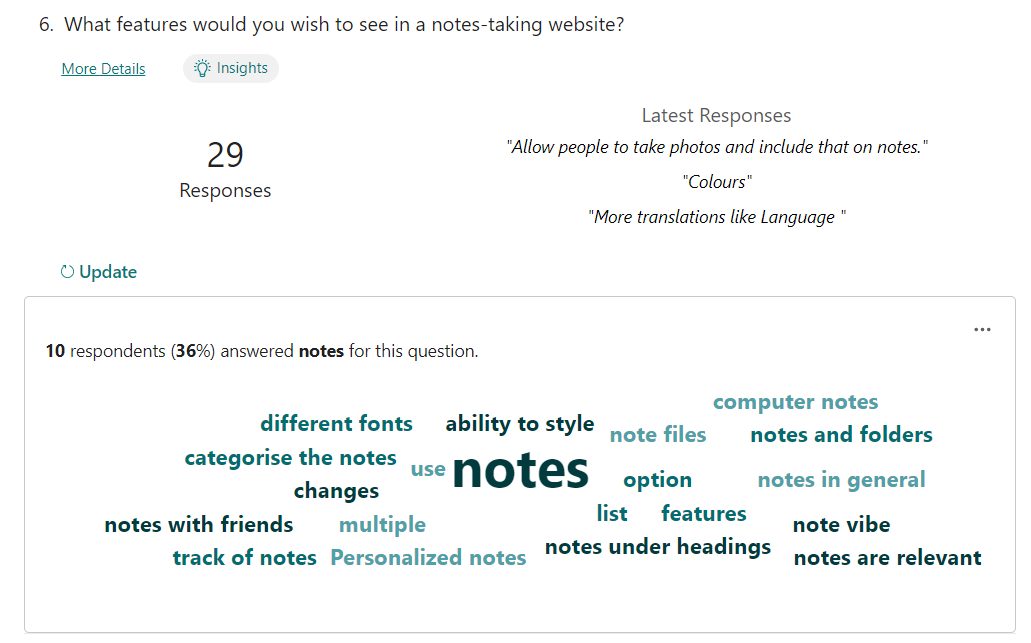 6. What features would you wish to see in a notes-taking website?
More Details
Insights
29
Responses
Latest Responses
"Allow people to take photos and include that on notes."
"Colours"
"More translations like Language "
Update
...
10 respondents (36%) answered notes for this question.
computer notes
different fonts
ability to style
note files
notes and folders
categorise the notes
use
notes
option
notes in general
changes
list
features
notes with friends
multiple
note vibe
notes under headings
track of notes
Personalized notes
notes are relevant